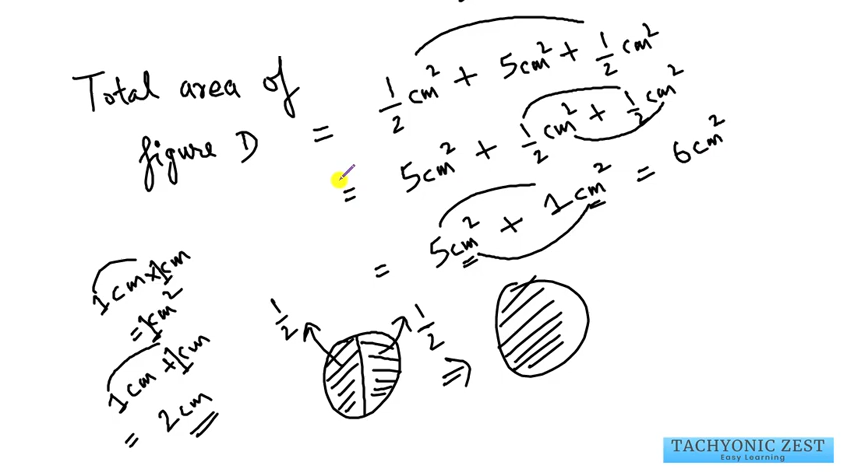 Total area of
figure D = 1/2 cm² + 5cm² + 1/2 cm²
= 5cm² + 1/2 cm² + 1/2 cm²
= 5cm² + 1cm² = 6cm²
1cm × 1cm
= 1cm²
1cm + 1cm
= 2cm
1/2 1/2 ⇒
TACHYONIC ZEST
Easy Learning